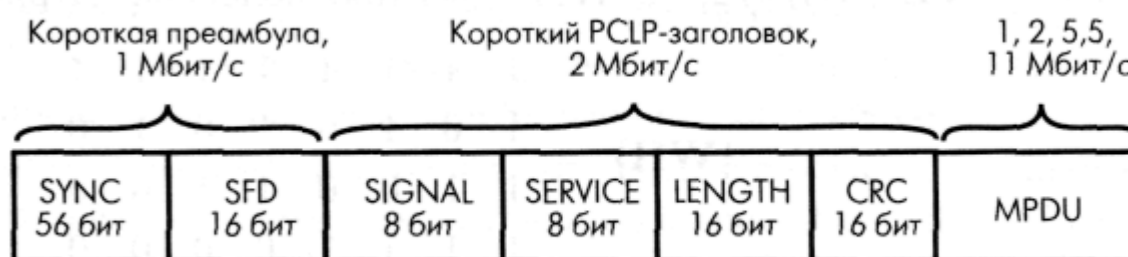 Короткая преамбула,
1 Мбит/с
Короткий PCLP-заголовок,
2 Мбит/с
1, 2, 5,5,
11 Мбит/с
SYNC
56 бит
SFD
16 бит
SIGNAL
8 бит
SERVICE
8 бит
LENGTH
16 бит
CRC
16 бит
MPDU